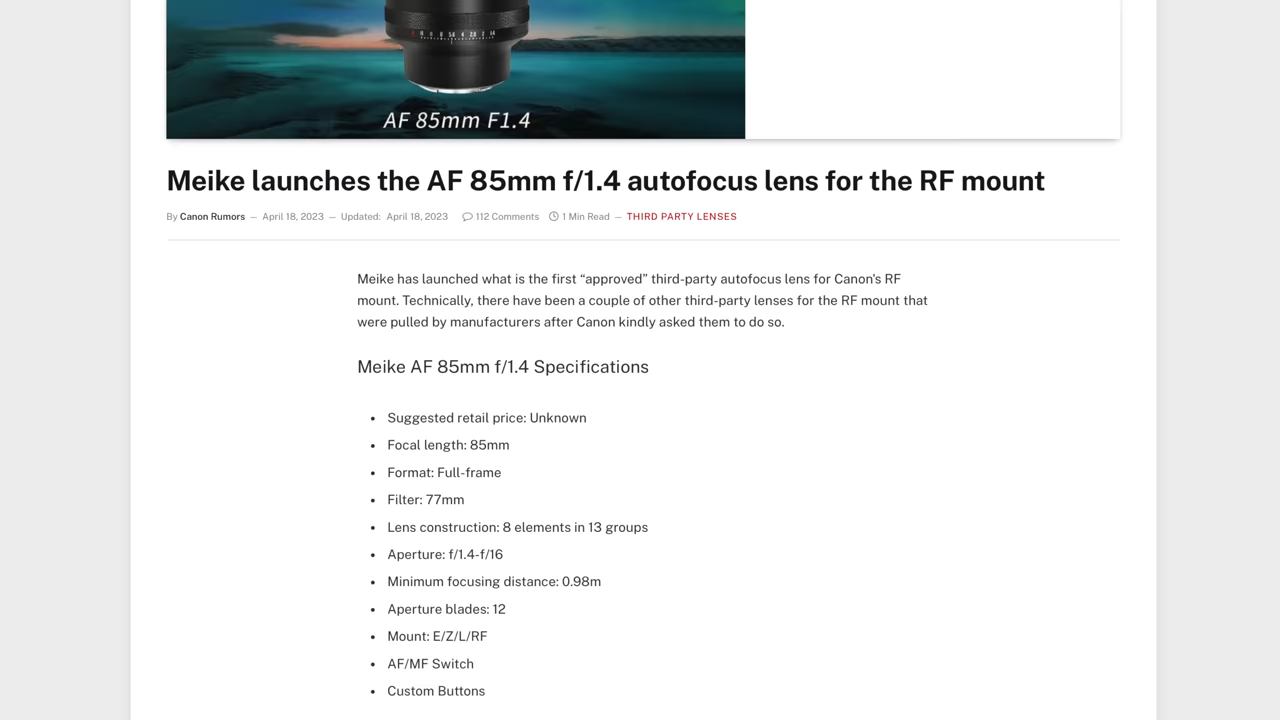 AF 85mm F1.4
Meike launches the AF 85mm f/1.4 autofocus lens for the RF mount
By Canon Rumors — April 18, 2023 — Updated: April 18, 2023 112 Comments 1 Min Read — THIRD PARTY LENSES
Meike has launched what is the first “approved” third-party autofocus lens for Canon's RF
mount. Technically, there have been a couple of other third-party lenses for the RF mount that
were pulled by manufacturers after Canon kindly asked them to do so.
Meike AF 85mm f/1.4 Specifications
• Suggested retail price: Unknown
• Focal length: 85mm
• Format: Full-frame
• Filter: 77mm
• Lens construction: 8 elements in 13 groups
• Aperture: f/1.4-f/16
• Minimum focusing distance: 0.98m
• Aperture blades: 12
• Mount: E/Z/L/RF
• AF/MF Switch
• Custom Buttons